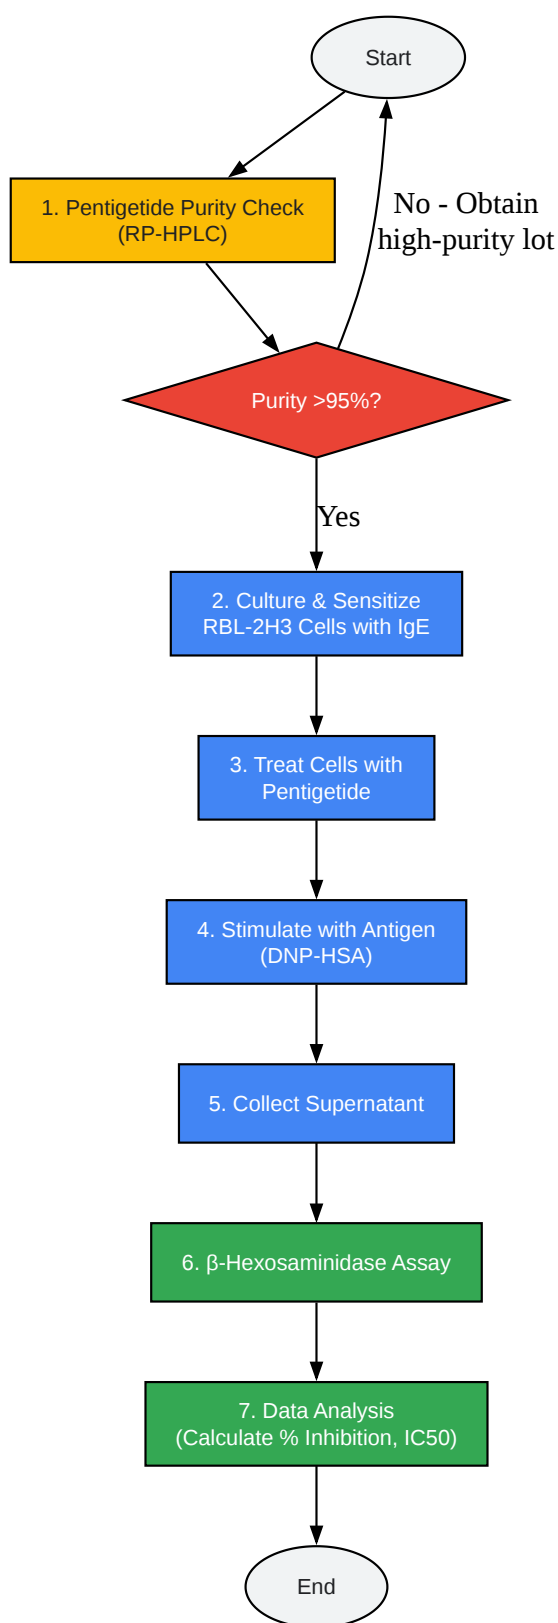 Start
1. Pentigetide Purity Check
(RP-HPLC)
No - Obtain
high-purity lot
Purity >95%?
Yes
2. Culture & Sensitize
RBL-2H3 Cells with IgE
3. Treat Cells with
Pentigetide
4. Stimulate with Antigen
(DNP-HSA)
5. Collect Supernatant
6. β-Hexosaminidase Assay
7. Data Analysis
(Calculate % Inhibition, IC50)
End